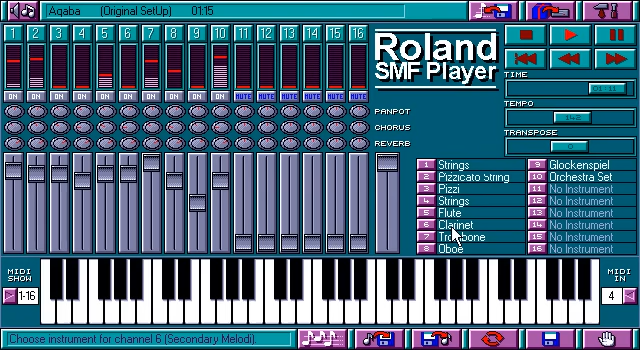 Aqaba (Original SetUp) 01:15
1 2 3 4 5 6 7 8 9 10 11 12 13 14 15 16
ON ON ON ON ON ON ON ON ON ON MUTE MUTE MUTE MUTE MUTE MUTE
Roland
SMF Player
PANPOT
CHORUS
REVERB
TIME
01/11
TEMPO
142
TRANSPOSE
0
1 Strings
2 Pizzicato String
3 Pizzi
4 Strings
5 Flute
6 Clarinet
7 Trombone
8 Oboe
9 Glockenspiel
10 Orchestra Set
11 No Instrument
12 No Instrument
13 No Instrument
14 No Instrument
15 No Instrument
16 No Instrument
MIDI
SHOW
1-16
MIDI
IN
4
Choose instrument for channel 6 (Secondary Melodi).